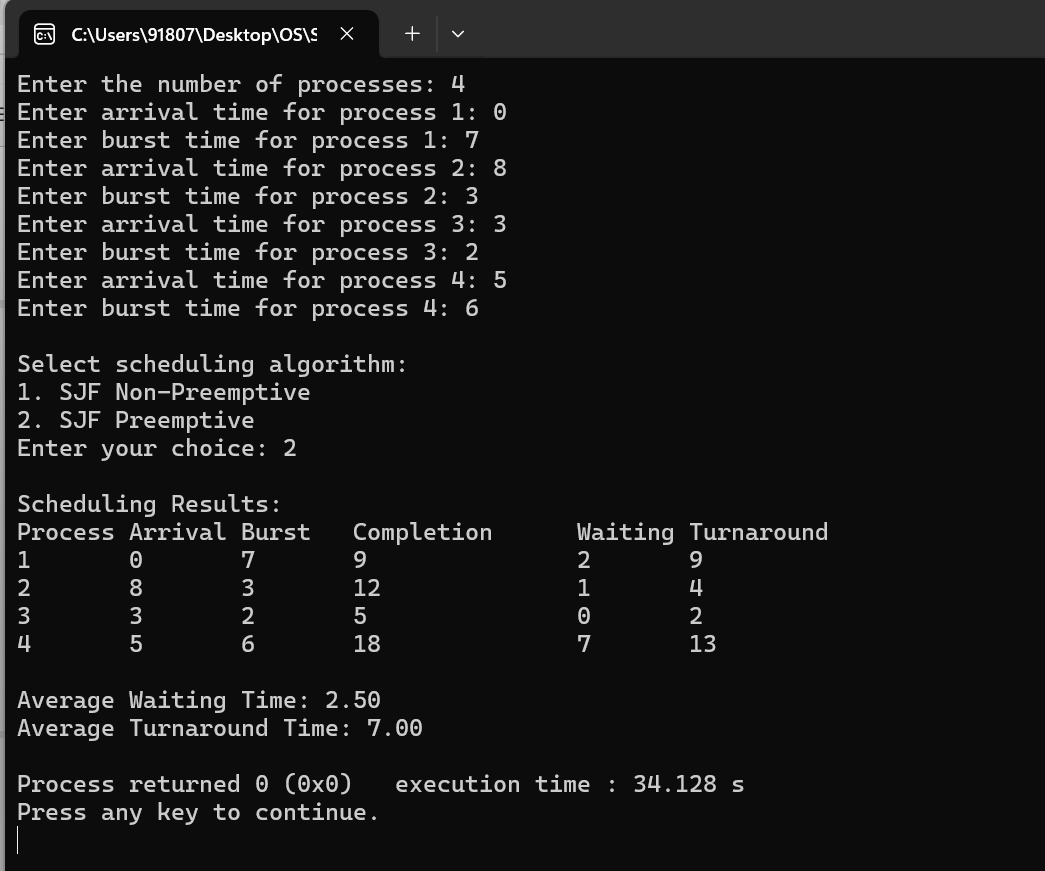 C:\Users\91807\Desktop\OS\S
Enter the number of processes: 4
Enter arrival time for process 1: 0
Enter burst time for process 1: 7
Enter arrival time for process 2: 8
Enter burst time for process 2: 3
Enter arrival time for process 3: 3
Enter burst time for process 3: 2
Enter arrival time for process 4: 5
Enter burst time for process 4: 6

Select scheduling algorithm:
1. SJF Non-Preemptive
2. SJF Preemptive
Enter your choice: 2

Scheduling Results:
Process Arrival Burst   Completion      Waiting Turnaround
1       0       7       9               2       9
2       8       3       12              1       4
3       3       2       5               0       2
4       5       6       18              7       13

Average Waiting Time: 2.50
Average Turnaround Time: 7.00

Process returned 0 (0x0)   execution time : 34.128 s
Press any key to continue.